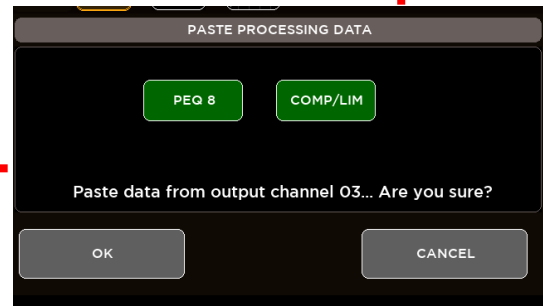 PASTE PROCESSING DATA
PEQ 8 COMP/LIM
Paste data from output channel 03... Are you sure?
OK CANCEL